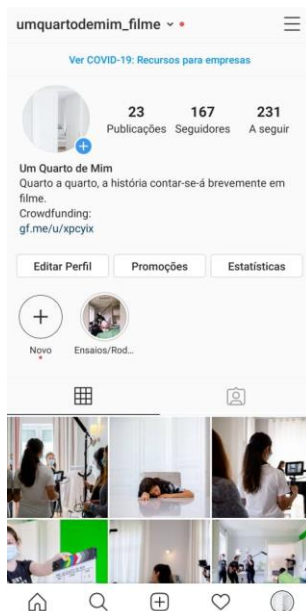 umquartodemim_filme
Ver COVID-19: Recursos para empresas
23 167 231
Publicações Seguidores A seguir
Um Quarto de Mim
Quarto a quarto, a história contar-se-á brevemente em
filme.
Crowdfunding:
gf.me/u/xpcyix
Editar Perfil Promoções Estatísticas
Novo Ensaios/Rod...